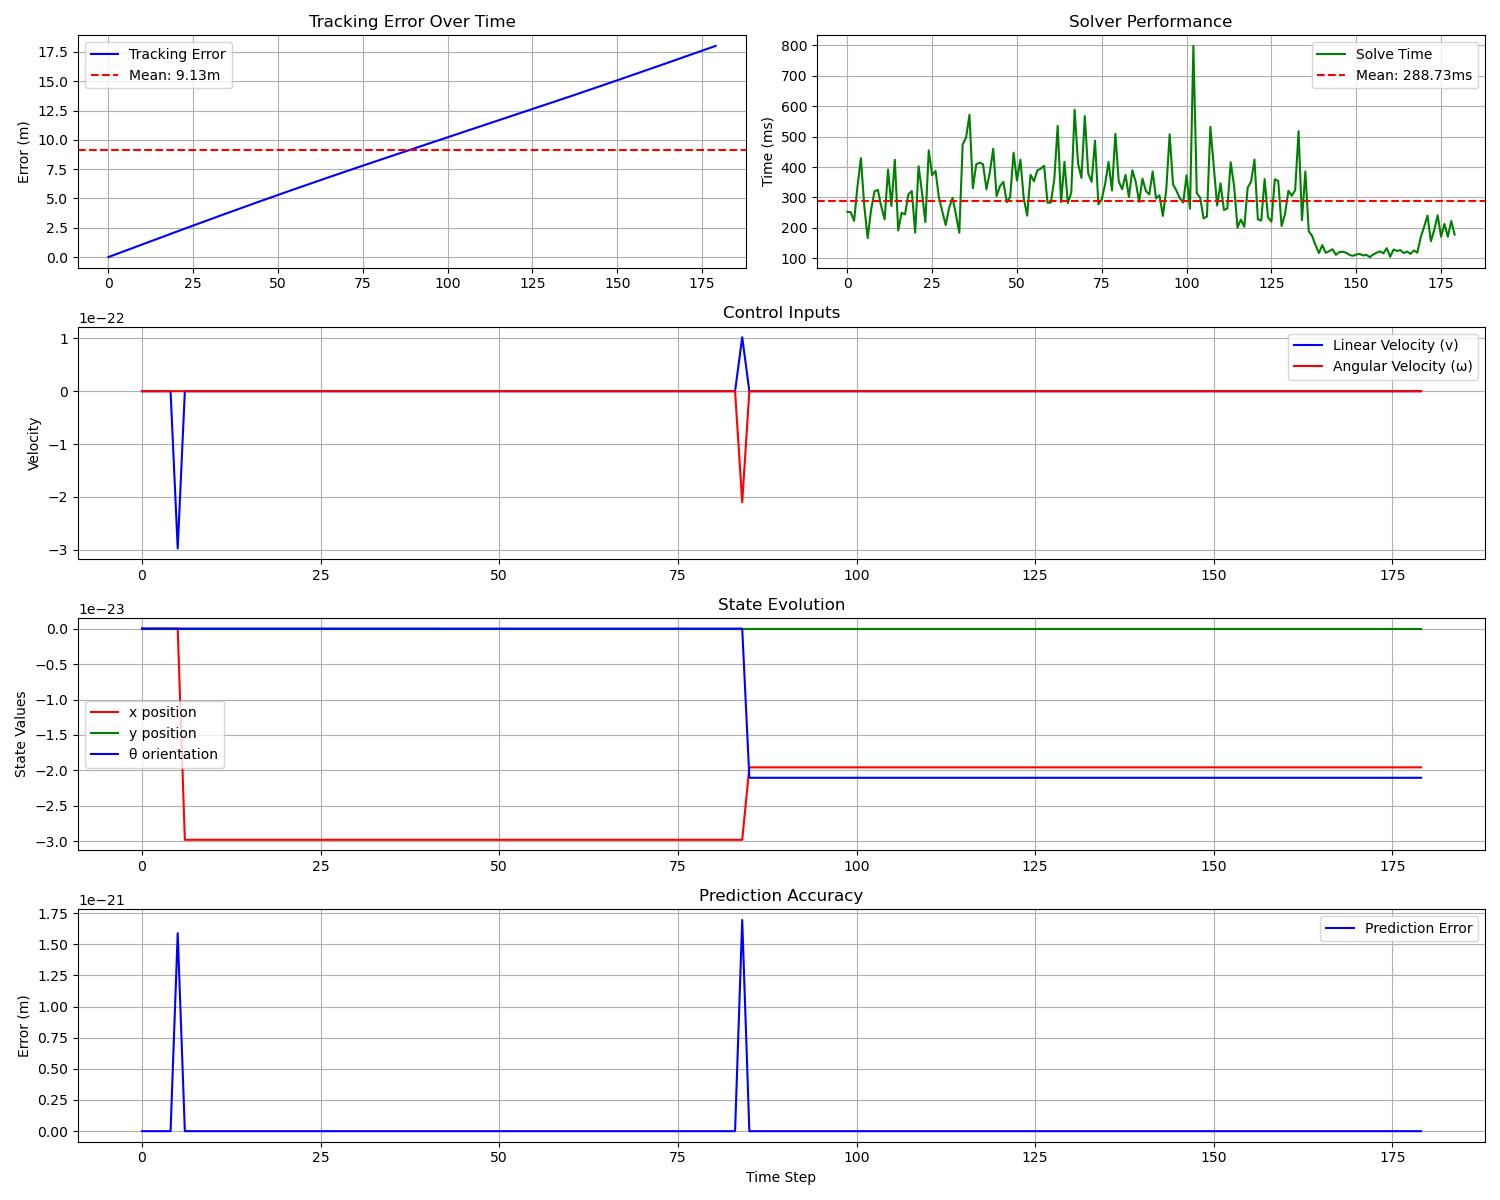 Tracking Error Over Time
Error (m)
17.5
15.0
12.5
10.0
7.5
5.0
2.5
0.0
Tracking Error
Mean: 9.13m
0 25 50 75 100 125 150 175
Solver Performance
Time (ms)
800
700
600
500
400
300
200
100
Solve Time
Mean: 288.73ms
0 25 50 75 100 125 150 175
Control Inputs
1e−22
Velocity
1
0
−1
−2
−3
Linear Velocity (v)
Angular Velocity (ω)
0 25 50 75 100 125 150 175
State Evolution
1e−23
State Values
0.0
−0.5
−1.0
−1.5
−2.0
−2.5
−3.0
x position
y position
θ orientation
0 25 50 75 100 125 150 175
Prediction Accuracy
1e−21
Error (m)
1.75
1.50
1.25
1.00
0.75
0.50
0.25
0.00
Prediction Error
0 25 50 75 100 125 150 175
Time Step